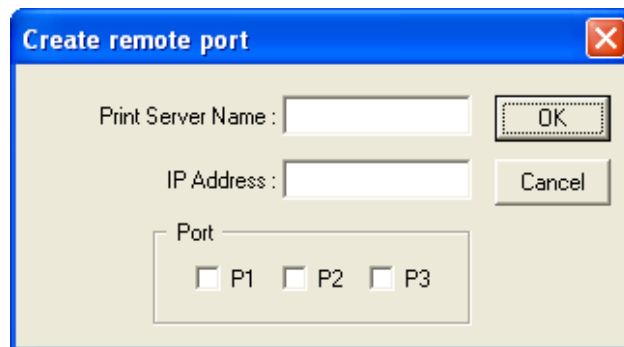 Create remote port
Print Server Name :
OK
IP Address :
Cancel
Port
P1 P2 P3